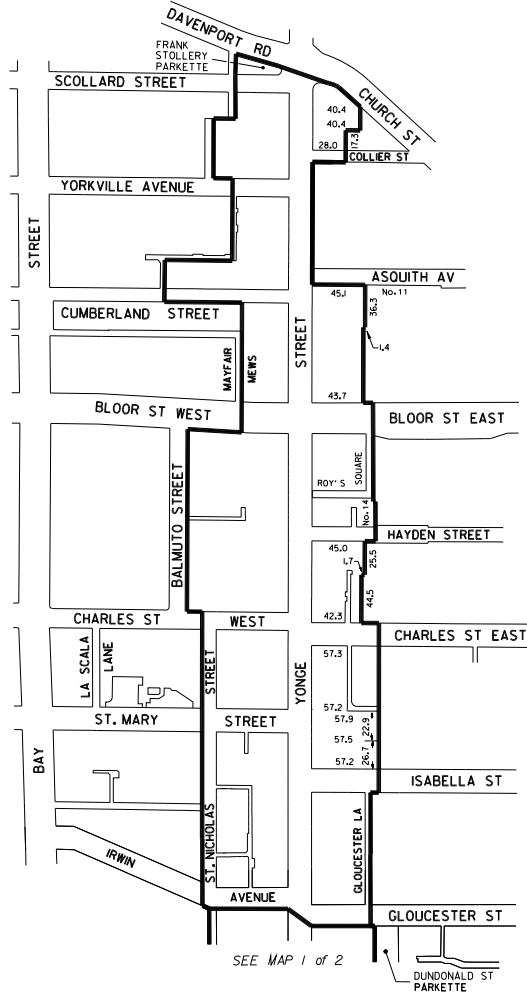 DAVENPORT RD
FRANK
STOLLERY
PARKETTE
SCOLLARD STREET
CHURCH ST
40.4
40.4
17.3
28.0
COLLIER ST
YORKVILLE AVENUE
STREET
ASQUITH AV
45.1
No.11
36.3
CUMBERLAND STREET
STREET
1.4
MAYFAIR
MEWS
43.7
BLOOR ST WEST
BLOOR ST EAST
ROY'S
SQUARE
BALMUTO STREET
No.14
HAYDEN STREET
45.0
25.5
1.7
44.5
42.3
CHARLES ST WEST
CHARLES ST EAST
LA SCALA
LANE
STREET
57.3
YONGE
57.2
ST. MARY STREET
57.9
22.9
57.5
26.7
57.2
BAY
ISABELLA ST
ST. NICHOLAS
GLOUCESTER LA
IRWIN
AVENUE
GLOUCESTER ST
SEE MAP 1 of 2
DUNDONALD ST
PARKETTE